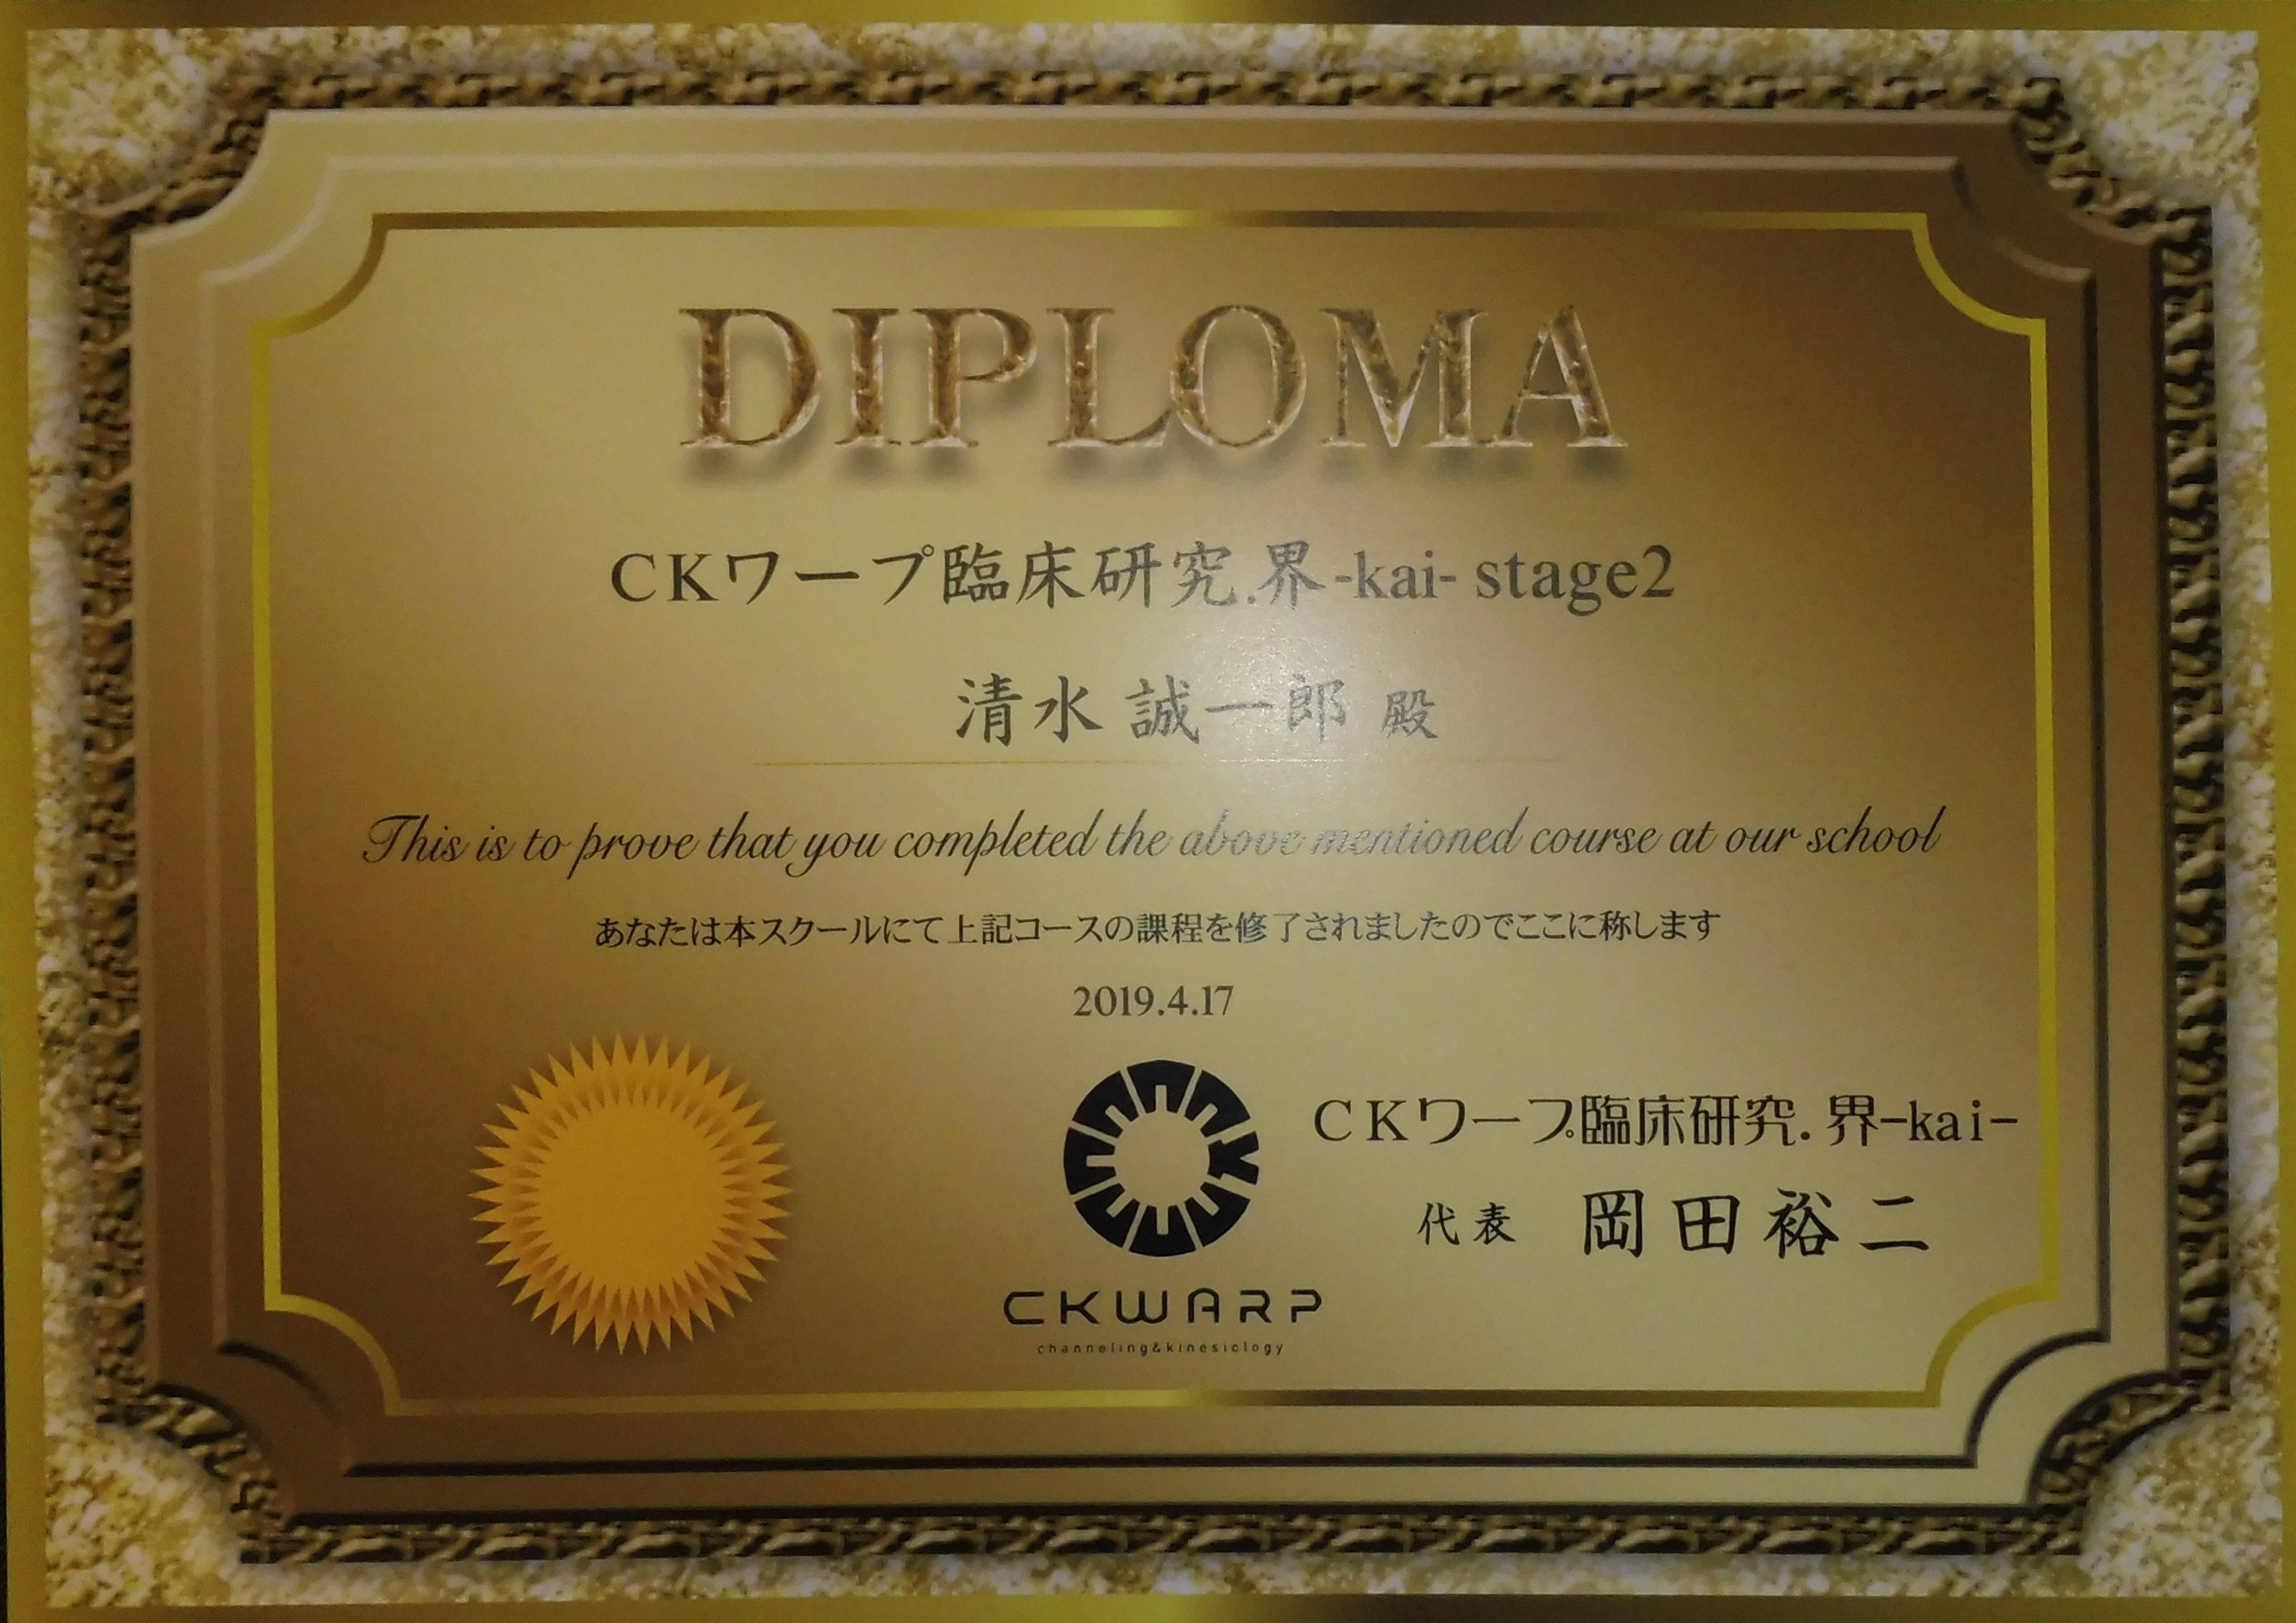 DIPLOMA
CKワープ臨床研究.界-kai- stage2
清水 誠一郎 殿
This is to prove that you completed the above mentioned course at our school
あなたは本スクールにて上記コースの課程を修了されましたのでここに称します
2019.4.17
CKワープ臨床研究.界-kai-
代表 岡田裕二
CKWARP
channeling&kinesiology